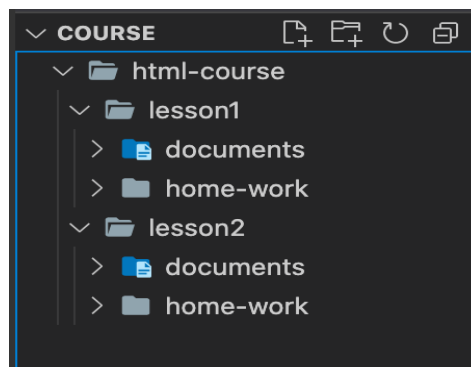 COURSE
html-course
lesson1
documents
home-work
lesson2
documents
home-work